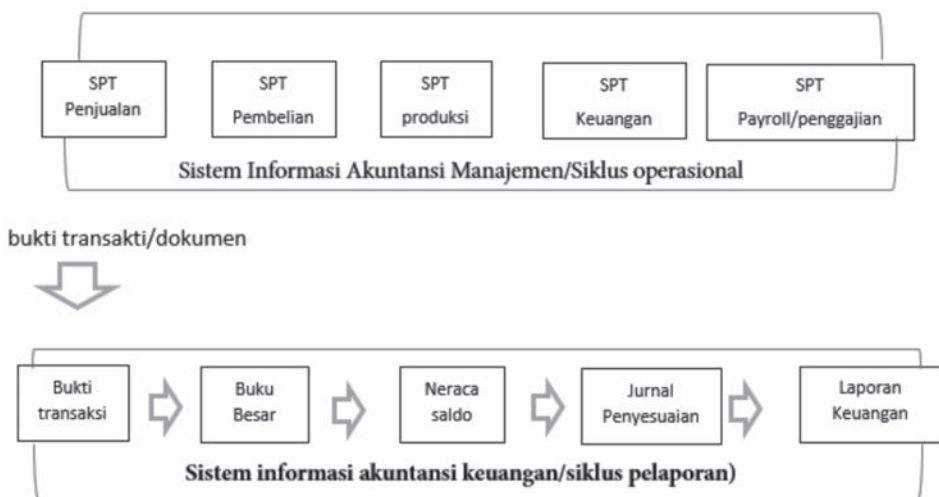 SPT
Penjualan
SPT
Pembelian
SPT
produksi
SPT
Keuangan
SPT
Payroll/penggajian
Sistem Informasi Akuntansi Manajemen/Siklus operasional
bukti transakti/dokumen
Bukti
transaksi
Buku
Besar
Neraca
saldo
Jurnal
Penyesuaian
Laporan
Keuangan
Sistem informasi akuntansi keuangan/siklus pelaporan)